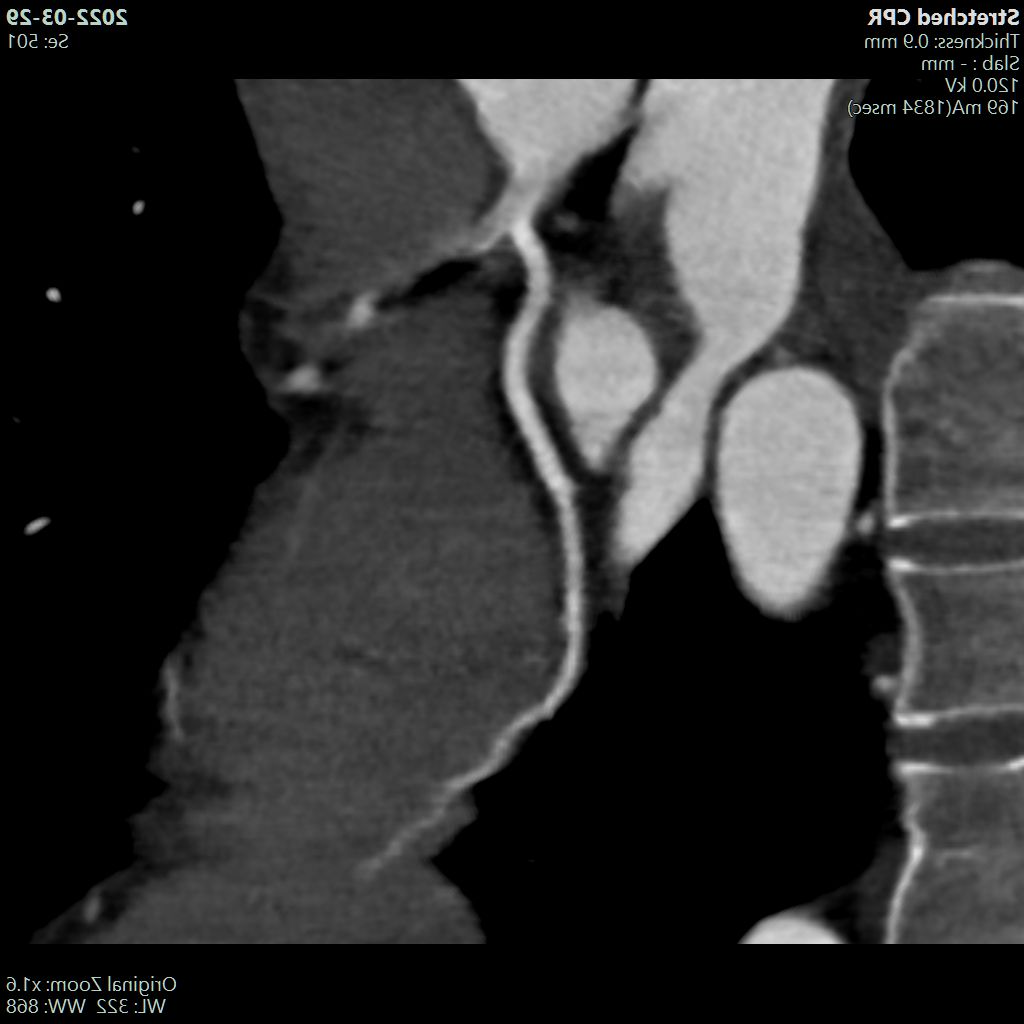 Stretched CPR
Thickness: 0.9 mm
Slab : - mm
120.0 kV
169 mA(1834 msec)
2022-03-29
Se: 501
Original Zoom: x1.6
WL: 322 WW: 868